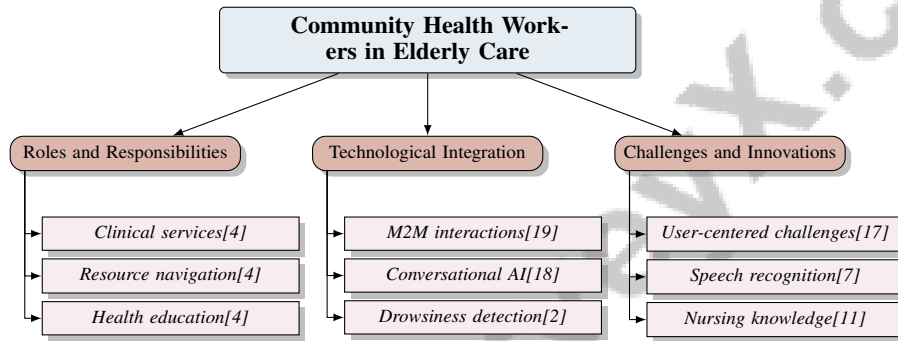 Community Health Work-
ers in Elderly Care
Roles and Responsibilities
Technological Integration
Challenges and Innovations
Clinical services[4]
M2M interactions[19]
User-centered challenges[17]
Resource navigation[4]
Conversational AI[18]
Speech recognition[7]
Health education[4]
Drowsiness detection[2]
Nursing knowledge[11]